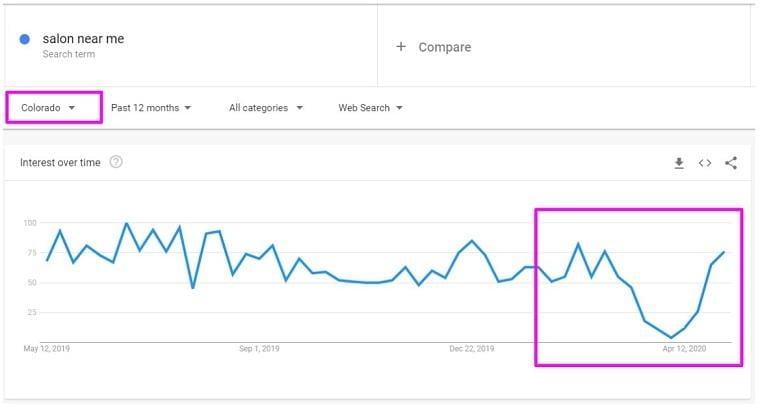 salon near me
Search term
+ Compare
Colorado Past 12 months All categories Web Search
Interest over time ?
100
75
50
25
May 12, 2019 Sep 1, 2019 Dec 22, 2019 Apr 12, 2020